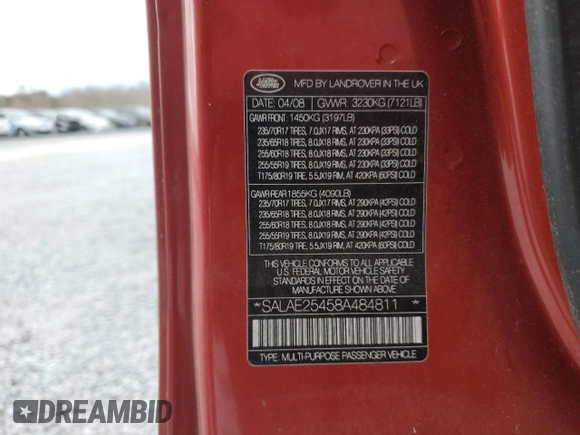 LAND ROVER
MFD BY LANDROVER IN THE UK
DATE: 04/08 GVWR: 3230KG (7121LB)
GAWR FRONT: 1450KG (3197LB)
235/70R17 TIRES, 7.0JX17 RIMS, AT 230KPA (33PSI) COLD
235/65R18 TIRES, 8.0JX18 RIMS, AT 230KPA (33PSI) COLD
255/60R18 TIRES, 8.0JX18 RIMS, AT 230KPA (33PSI) COLD
255/55R19 TIRES, 8.0JX19 RIMS, AT 230KPA (33PSI) COLD
T175/80R19 TIRE, 5.5JX19 RIM, AT 420KPA (60PSI) COLD
GAWR-REAR 1855KG (4090LB)
235/70R17 TIRES, 7.0JX17 RIMS, AT 290KPA (42PSI) COLD
235/65R18 TIRES, 8.0JX18 RIMS, AT 290KPA (42PSI) COLD
255/60R18 TIRES, 8.0JX18 RIMS, AT 290KPA (42PSI) COLD
255/55R19 TIRES, 8.0JX19 RIMS, AT 290KPA (42PSI) COLD
T175/80R19 TIRE, 5.5JX19 RIM, AT 420KPA (60PSI) COLD
THIS VEHICLE CONFORMS TO ALL APPLICABLE
U.S. FEDERAL MOTOR VEHICLE SAFETY
STANDARDS IN EFFECT ON THE DATE OF
MANUFACTURE SHOWN ABOVE.
*SALAE25458A484811 *
TYPE: MULTI-PURPOSE PASSENGER VEHICLE
DREAMBID